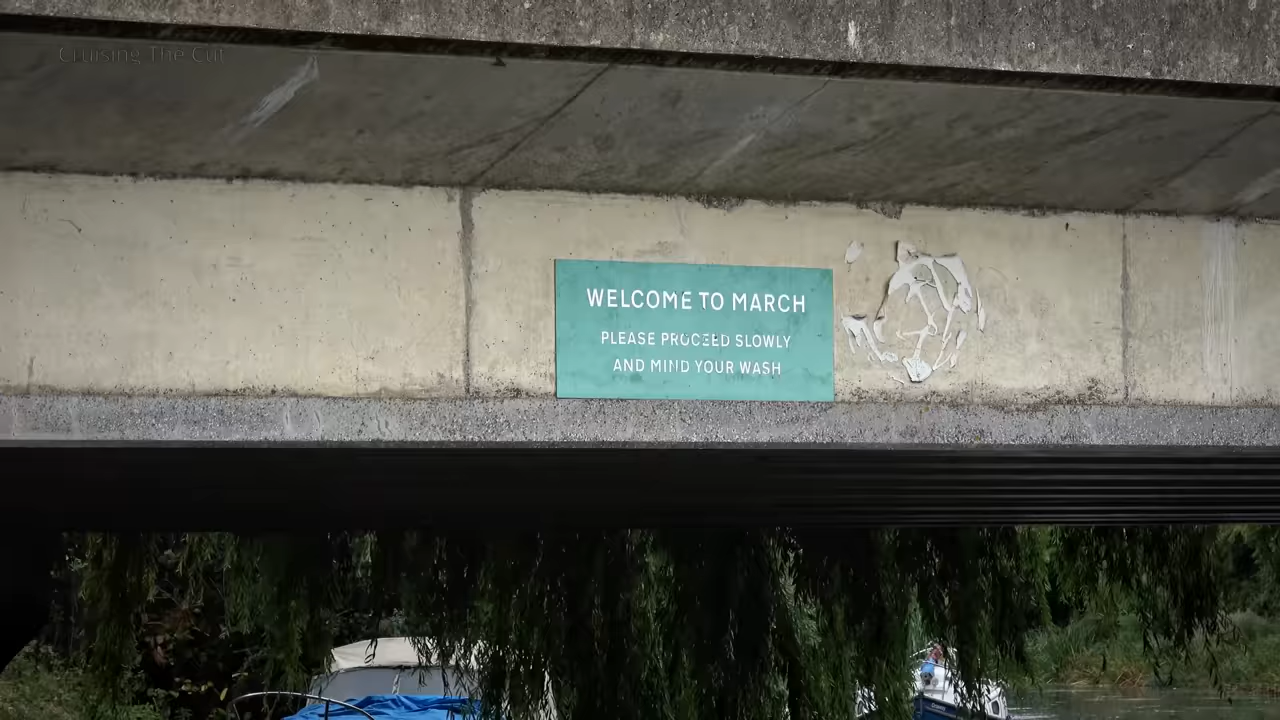 Cruising The Cut
WELCOME TO MARCH
PLEASE PROCEED SLOWLY
AND MIND YOUR WASH